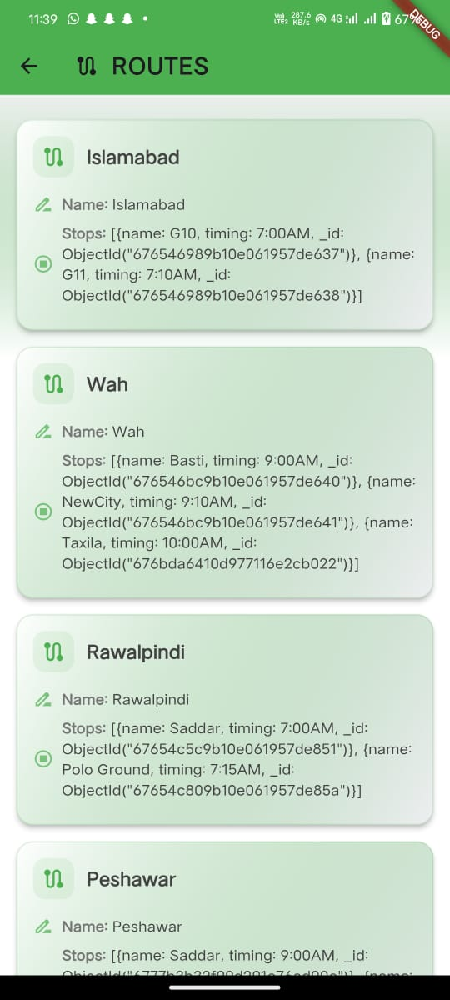 11:39
Vo) LTE2 287.6 KB/s 4G 67%
DEBUG
ROUTES
Islamabad
Name: Islamabad
Stops: [{name: G10, timing: 7:00AM, _id:
ObjectId("676546989b10e061957de637")}, {name:
G11, timing: 7:10AM, _id:
ObjectId("676546989b10e061957de638")}]
Wah
Name: Wah
Stops: [{name: Basti, timing: 9:00AM, _id:
ObjectId("676546bc9b10e061957de640")}, {name:
NewCity, timing: 9:10AM, _id:
ObjectId("676546bc9b10e061957de641")}, {name:
Taxila, timing: 10:00AM, _id:
ObjectId("676bda6410d977116e2cb022")}]
Rawalpindi
Name: Rawalpindi
Stops: [{name: Saddar, timing: 7:00AM, _id:
ObjectId("67654c5c9b10e061957de851")}, {name:
Polo Ground, timing: 7:15AM, _id:
ObjectId("67654c809b10e061957de85a")}]
Peshawar
Name: Peshawar
Stops: [{name: Saddar, timing: 9:00AM, _id: